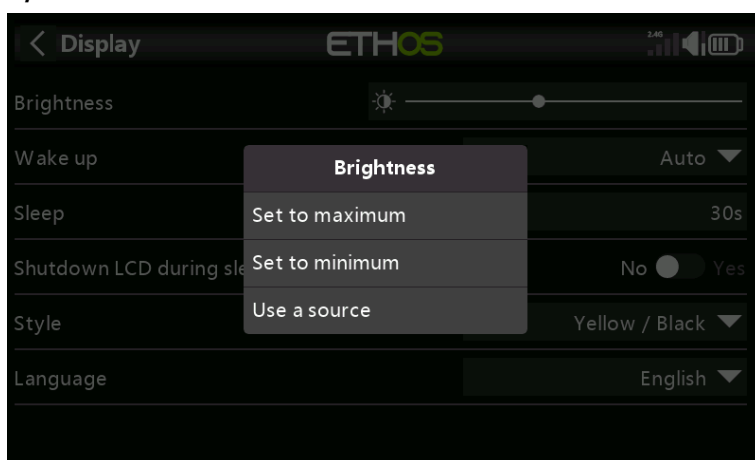 Display
ETHOS
2.4G
Brightness
Wake up
Auto
Brightness
Set to maximum
Sleep
30s
Set to minimum
Shutdown LCD during sle
No
Yes
Use a source
Style
Yellow / Black
Language
English